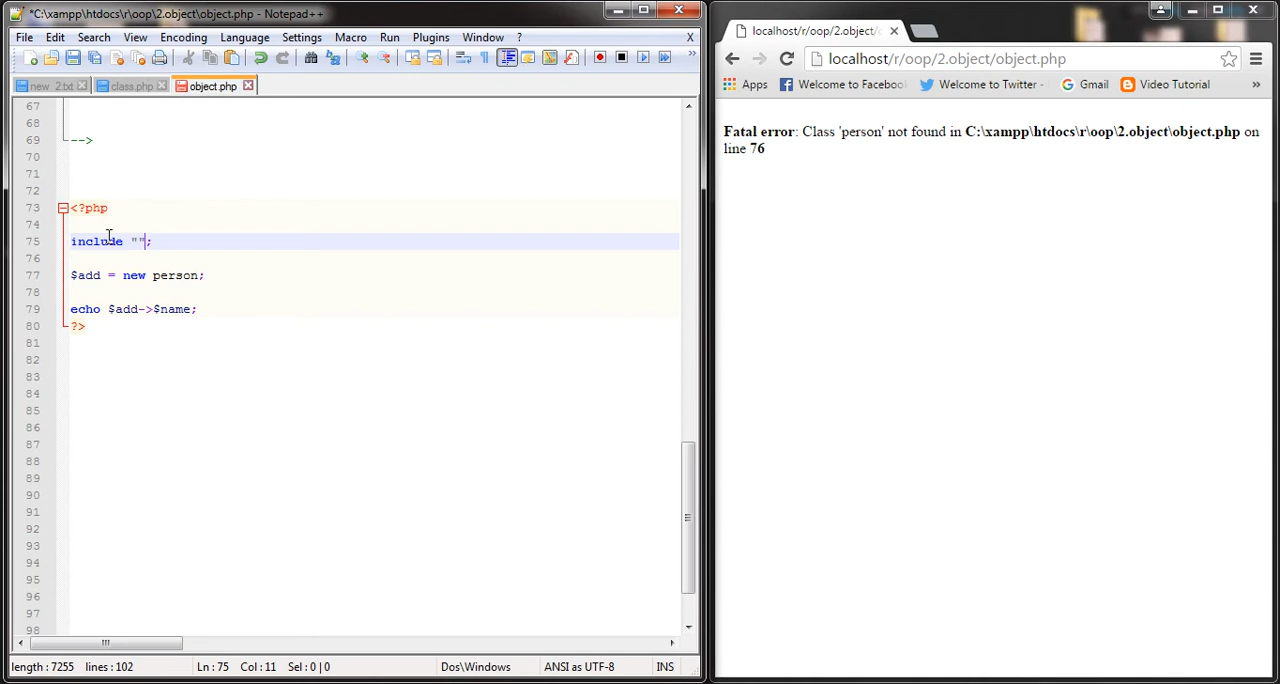 *C:\xampp\htdocs\r\oop\2.object\object.php - Notepad++
File Edit Search View Encoding Language Settings Macro Run Plugins Window ? X
new 2.txt class.php object.php
67
68
69 -->
70
71
72
73 <?php
74
75 include "";
76
77 $add = new person;
78
79 echo $add->$name;
80 ?>
81
82
83
84
85
86
87
88
89
90
91
92
93
94
95
96
97
98
length : 7255 lines : 102 Ln : 75 Col : 11 Sel : 0 | 0 Dos\Windows ANSI as UTF-8 INS
localhost/r/oop/2.object/
localhost/r/oop/2.object/object.php
Apps Welcome to Facebook Welcome to Twitter - Gmail Video Tutorial »
Fatal error: Class 'person' not found in C:\xampp\htdocs\r\oop\2.object\object.php on
line 76